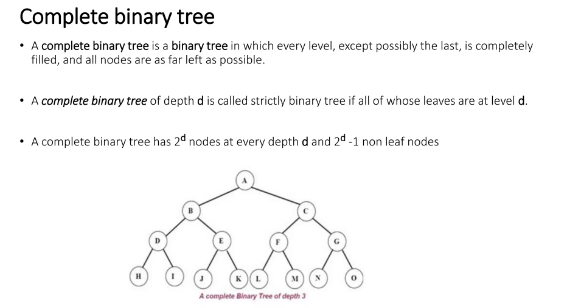 Complete binary tree
• A complete binary tree is a binary tree in which every level, except possibly the last, is completely
filled, and all nodes are as far left as possible.
• A complete binary tree of depth d is called strictly binary tree if all of whose leaves are at level d.
• A complete binary tree has 2ᵈ nodes at every depth d and 2ᵈ -1 non leaf nodes
A
B C
D E F G
H I J K L M N O
A complete Binary Tree of depth 3